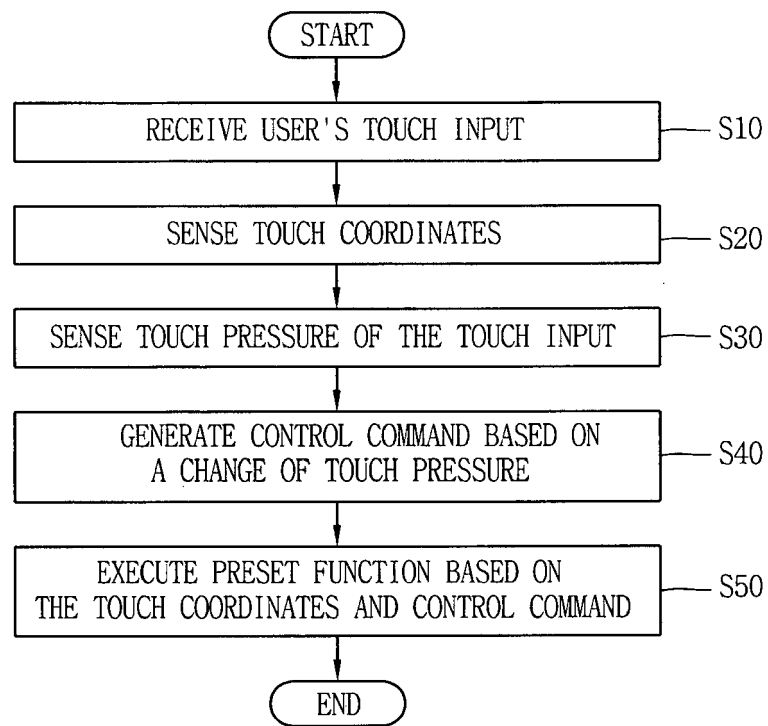 START
RECEIVE USER'S TOUCH INPUT
S10
SENSE TOUCH COORDINATES
S20
SENSE TOUCH PRESSURE OF THE TOUCH INPUT
S30
GENERATE CONTROL COMMAND BASED ON
A CHANGE OF TOUCH PRESSURE
S40
EXECUTE PRESET FUNCTION BASED ON
THE TOUCH COORDINATES AND CONTROL COMMAND
S50
END